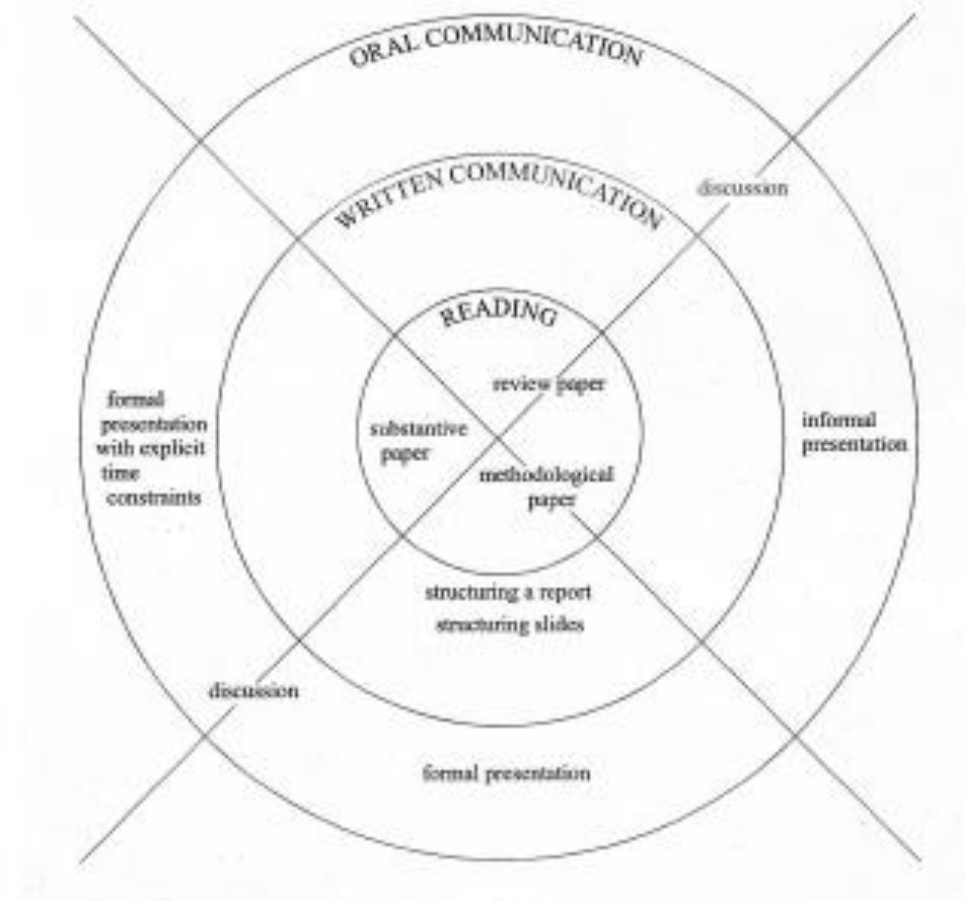 ORAL COMMUNICATION
WRITTEN COMMUNICATION
discussion
READING
review paper
substantive
paper
methodological
paper
formal
presentation
with explicit
time
constraints
informal
presentation
structuring a report
structuring slides
discussion
formal presentation